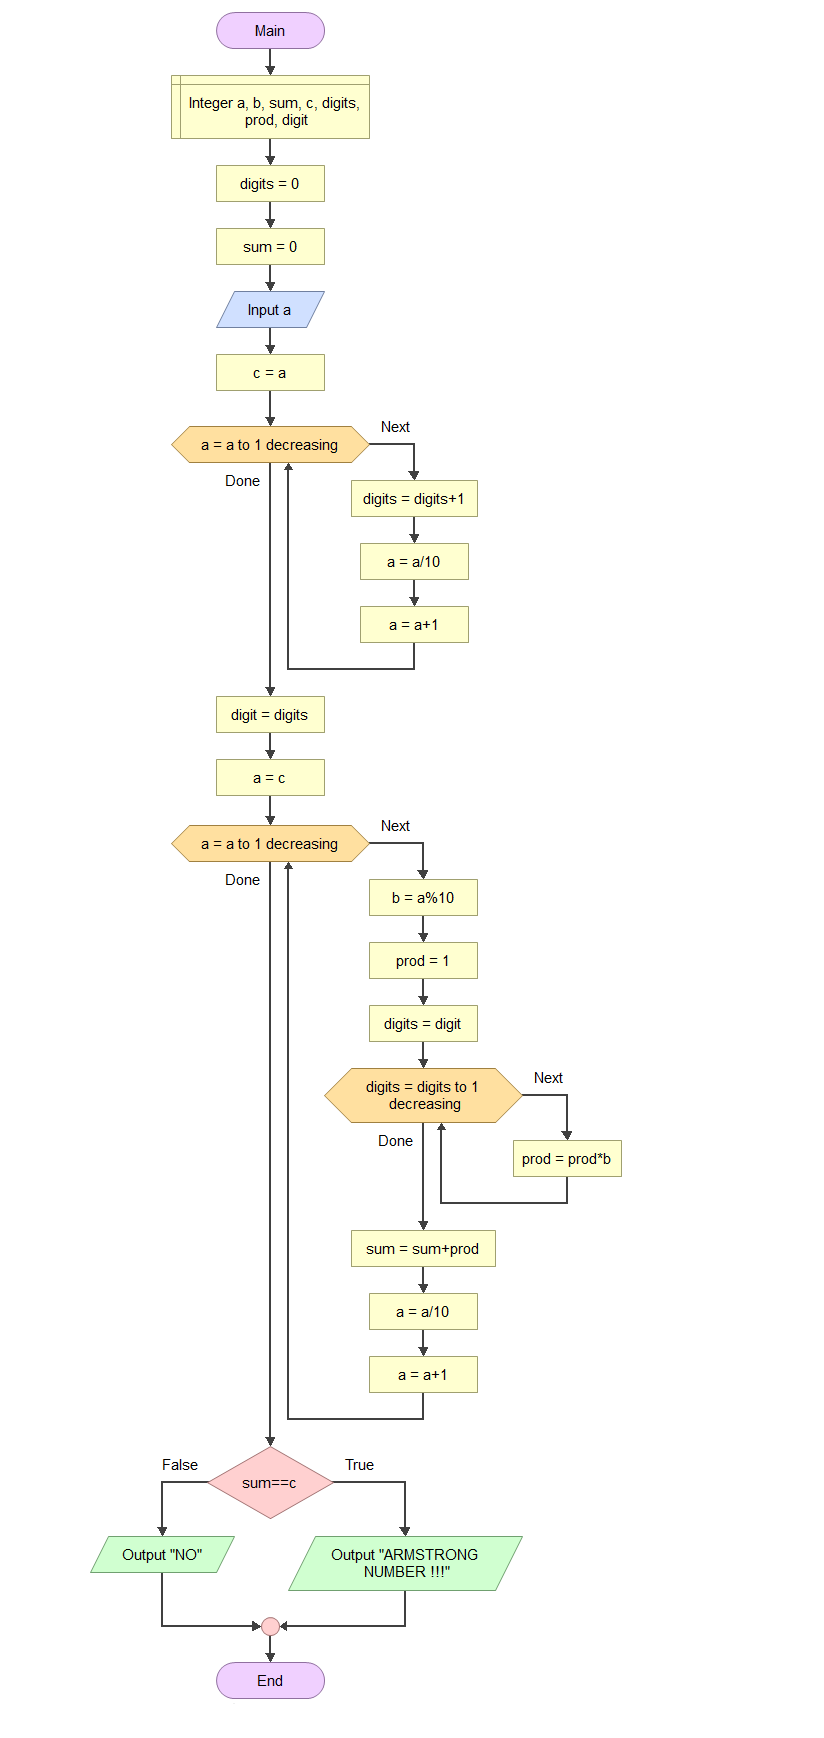 Main
Integer a, b, sum, c, digits,
prod, digit
digits = 0
sum = 0
Input a
c = a
a = a to 1 decreasing
Next
Done
digits = digits+1
a = a/10
a = a+1
digit = digits
a = c
a = a to 1 decreasing
Next
Done
b = a%10
prod = 1
digits = digit
digits = digits to 1
decreasing
Next
Done
prod = prod*b
sum = sum+prod
a = a/10
a = a+1
sum==c
False
True
Output "NO"
Output "ARMSTRONG
NUMBER !!!"
End